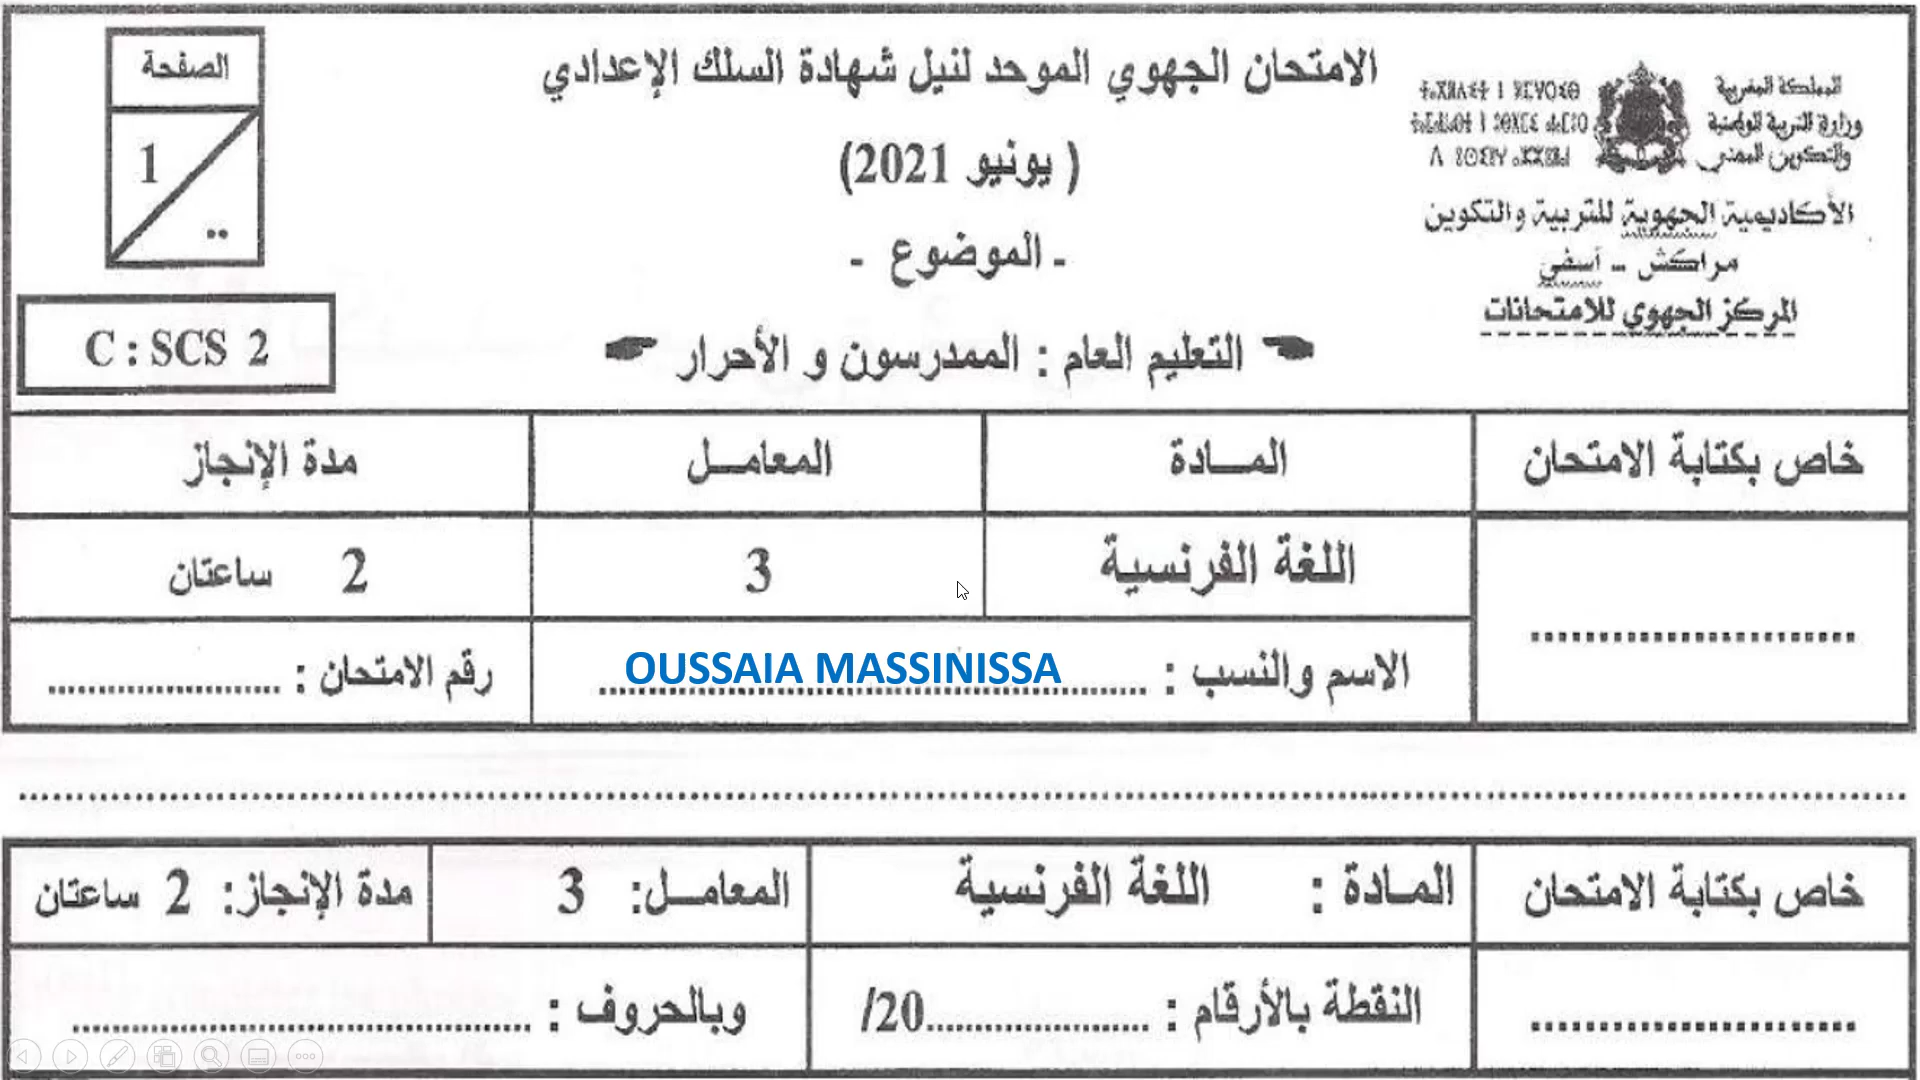 الصفحة
1
..
C : SCS 2
الامتحان الجهوي الموحد لنيل شهادة السلك الإعدادي
( يونيو 2021)
- الموضوع -
التعليم العام : الممدرسون و الأحرار
المملكة المغربية
وزارة التربية الوطنية
والتكوين المهني
الأكاديمية الجهوية للتربية والتكوين
مراكش - أسفي
المركز الجهوي للامتحانات
خاص بكتابة الامتحان
المـــادة
المعامـــل
مدة الإنجاز
اللغة الفرنسية
3
2 ساعتان
........................
الاسم والنسب : OUSSAIA MASSINISSA
رقم الامتحان : ........................
خاص بكتابة الامتحان
المــادة : اللغة الفرنسية
المعامــل: 3
مدة الإنجاز: 2 ساعتان
........................
النقطة بالأرقام : ......................20/
وبالحروف : ........................................